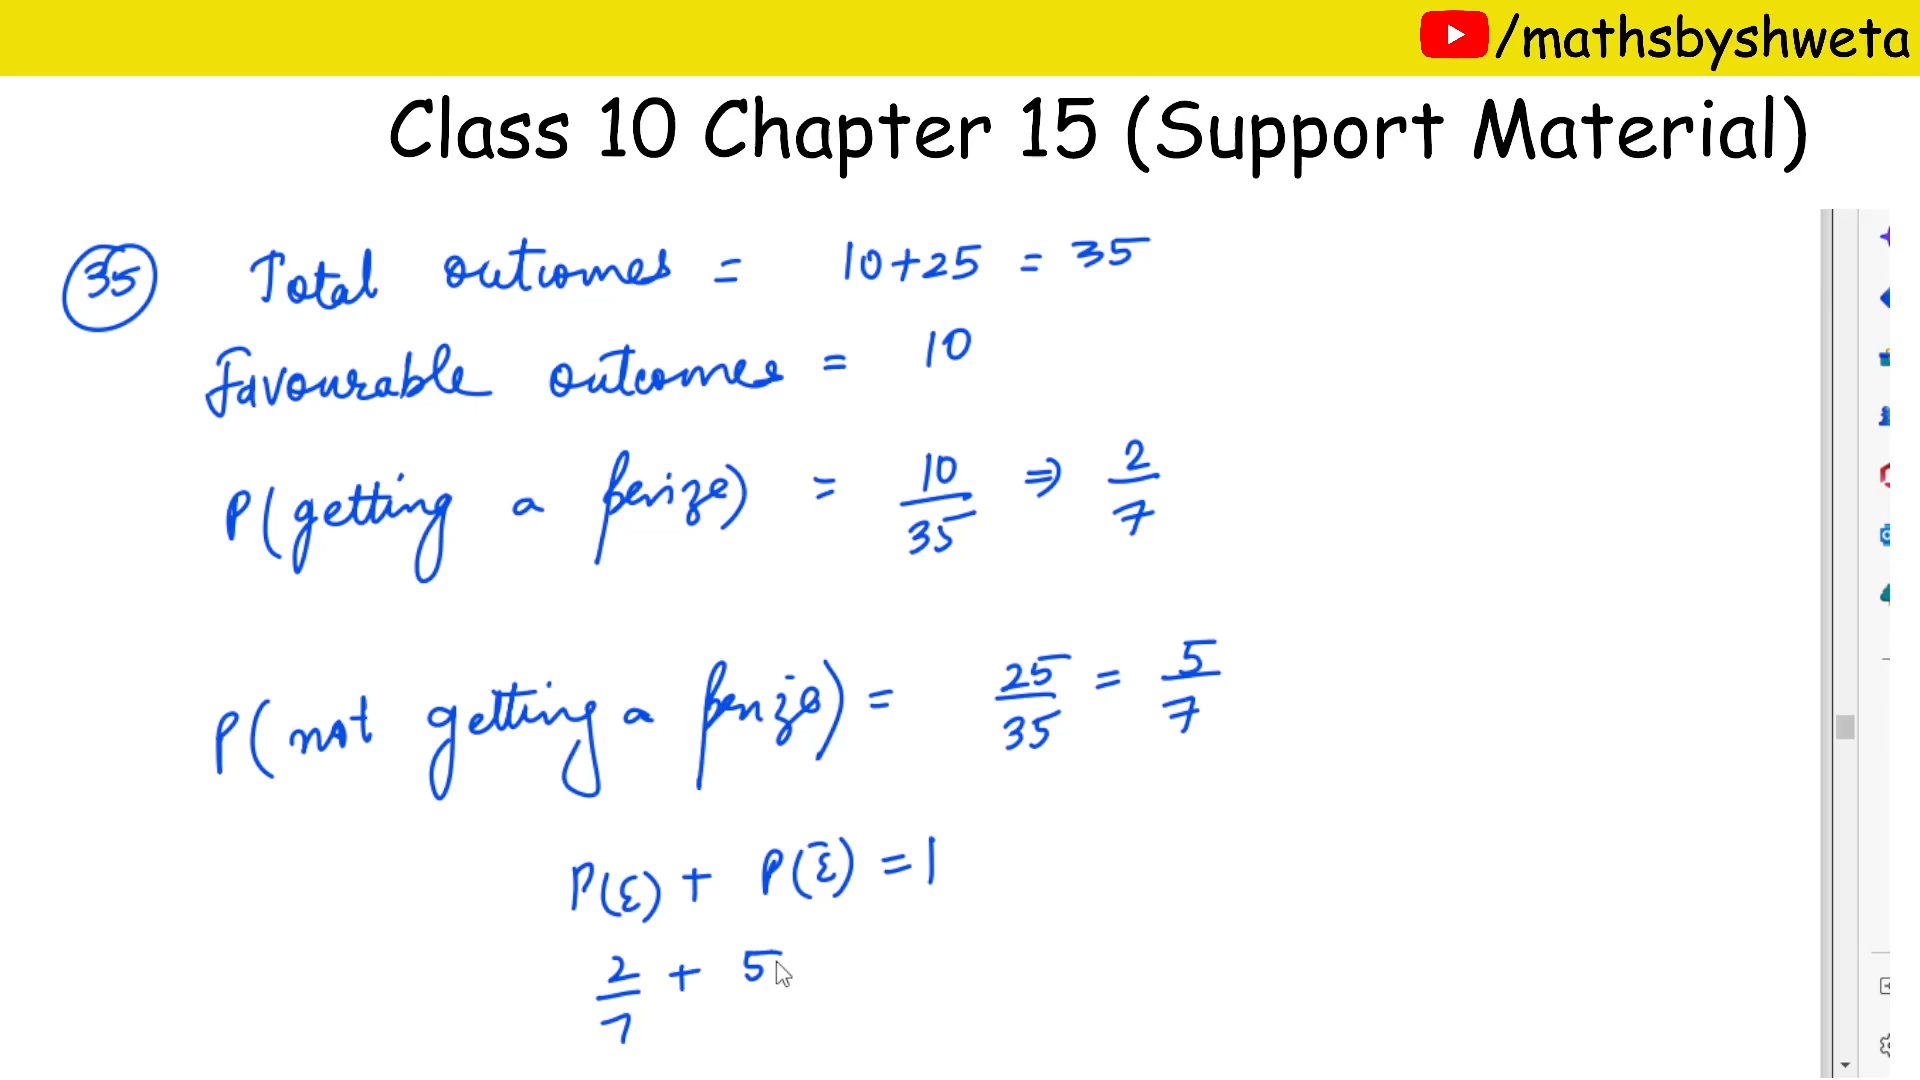 /mathsbyshweta
Class 10 Chapter 15 (Support Material)
35 Total outcomes = 10+25 = 35
Favourable outcomes = 10
P(getting a prize) = 10/35 ⇒ 2/7
P(not getting a prize) = 25/35 = 5/7
P(E) + P(Ē) = 1
2/7 + 5